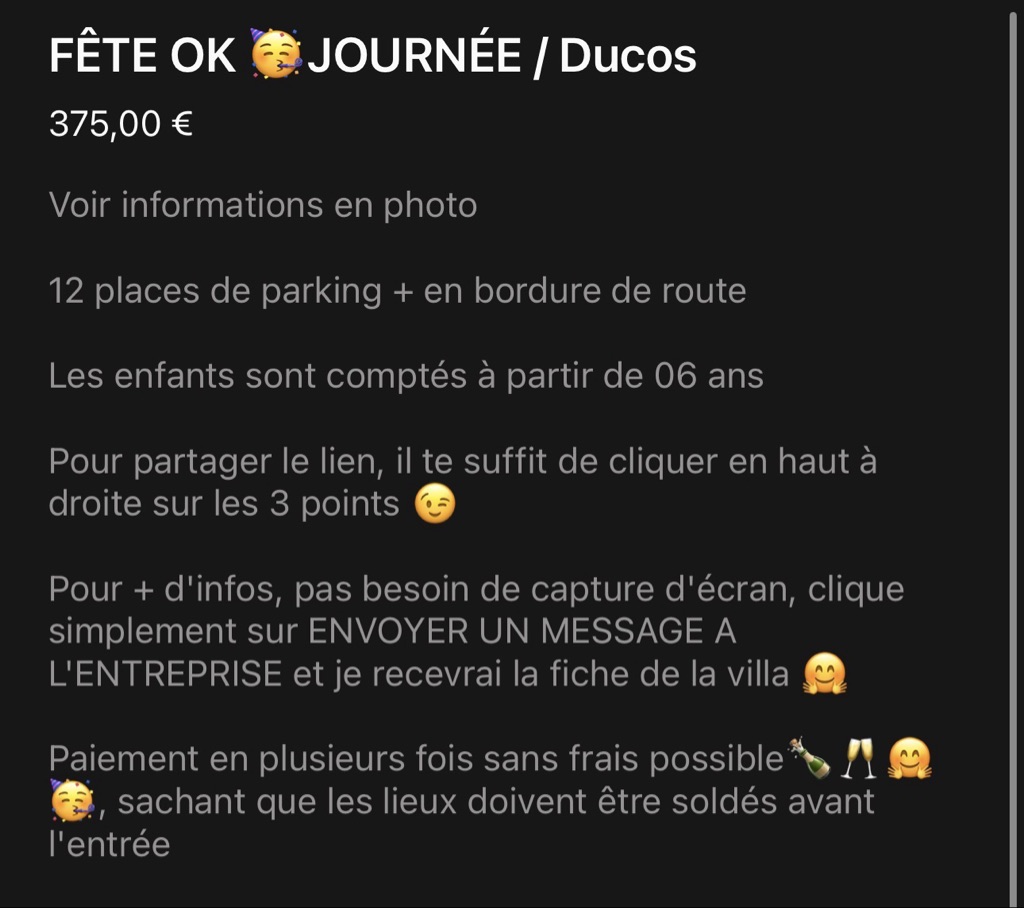 FÊTE OK 🥳JOURNÉE / Ducos
375,00 €
Voir informations en photo
12 places de parking + en bordure de route
Les enfants sont comptés à partir de 06 ans
Pour partager le lien, il te suffit de cliquer en haut à
droite sur les 3 points 😉
Pour + d'infos, pas besoin de capture d'écran, clique
simplement sur ENVOYER UN MESSAGE A
L'ENTREPRISE et je recevrai la fiche de la villa 🤗
Paiement en plusieurs fois sans frais possible🍾🥂🤗
🥳, sachant que les lieux doivent être soldés avant
l'entrée